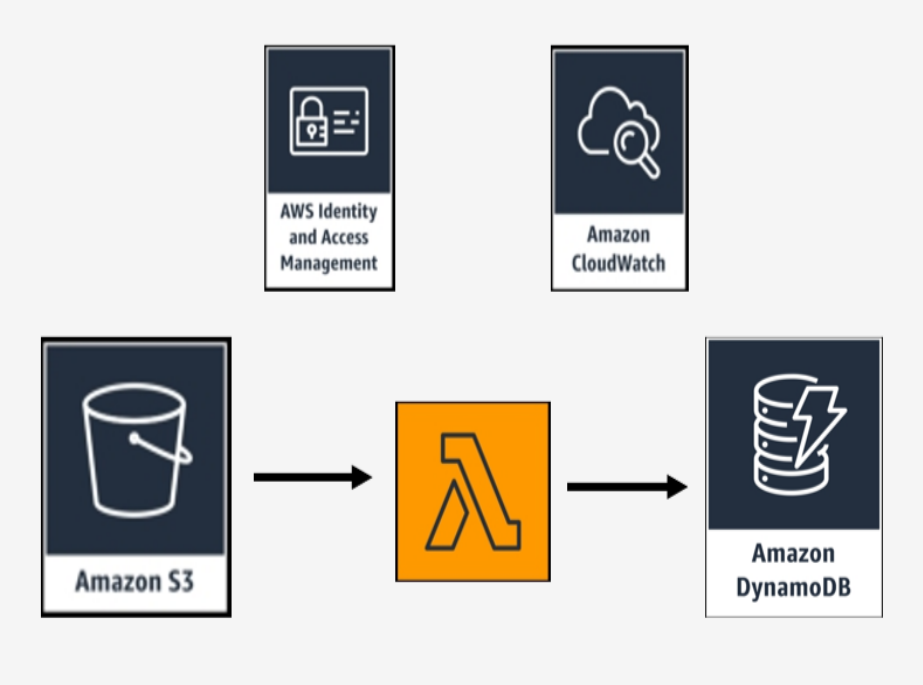 AWS Identity
and Access
Management
Amazon
CloudWatch
Amazon S3
Amazon
DynamoDB